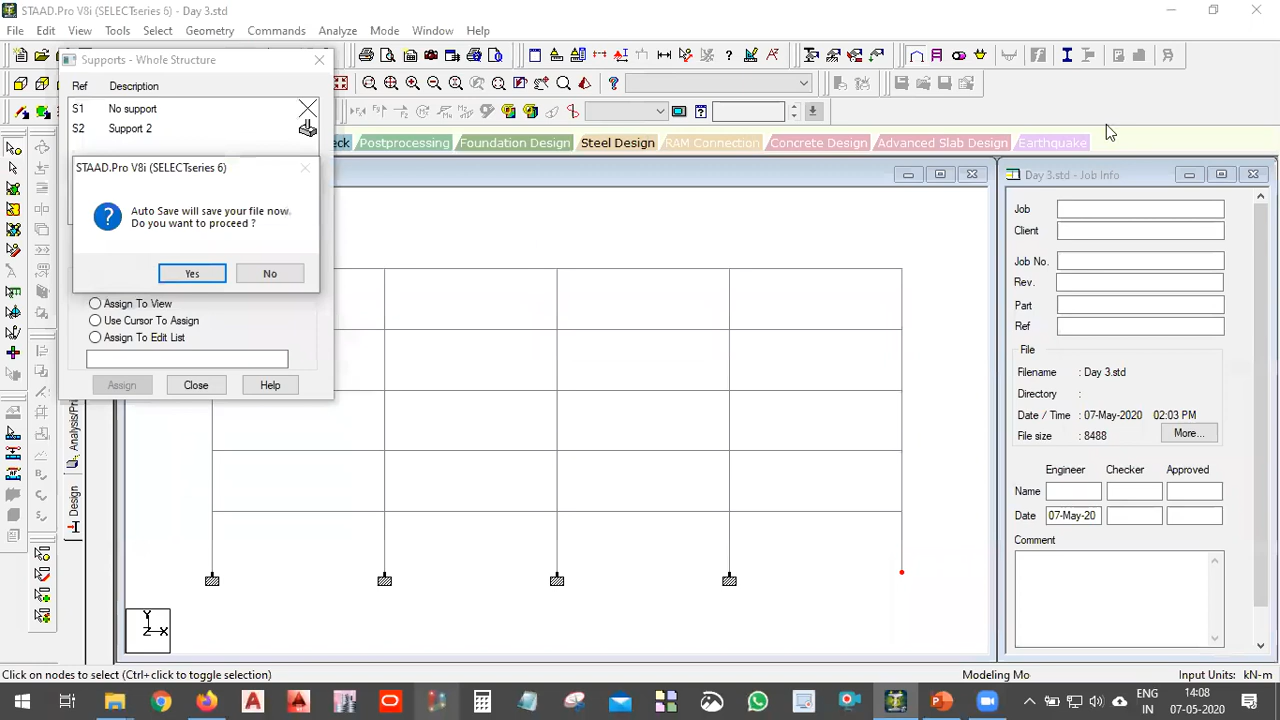 STAAD.Pro V8i (SELECTseries 6) - Day 3.std
File Edit View Tools Select Geometry Commands Analyze Mode Window Help
Supports - Whole Structure
Ref Description
S1 No support
S2 Support 2
STAAD.Pro V8i (SELECTseries 6)
Auto Save will save your file now.
Do you want to proceed ?
Yes No
Assign To View
Use Cursor To Assign
Assign To Edit List
Assign Close Help
Postprocessing Foundation Design Steel Design RAM Connection Concrete Design Advanced Slab Design Earthquake
Day 3.std - Job Info
Job
Client
Job No.
Rev.
Part
Ref
File
Filename : Day 3.std
Directory :
Date / Time : 07-May-2020 02:03 PM
File size : 8488 More...
Engineer Checker Approved
Name
Date 07-May-20
Comment
Design
Y
Z X
Click on nodes to select (Ctrl+click to toggle selection) Modeling Mo Input Units: kN-m
ENG 14:08
IN 07-05-2020